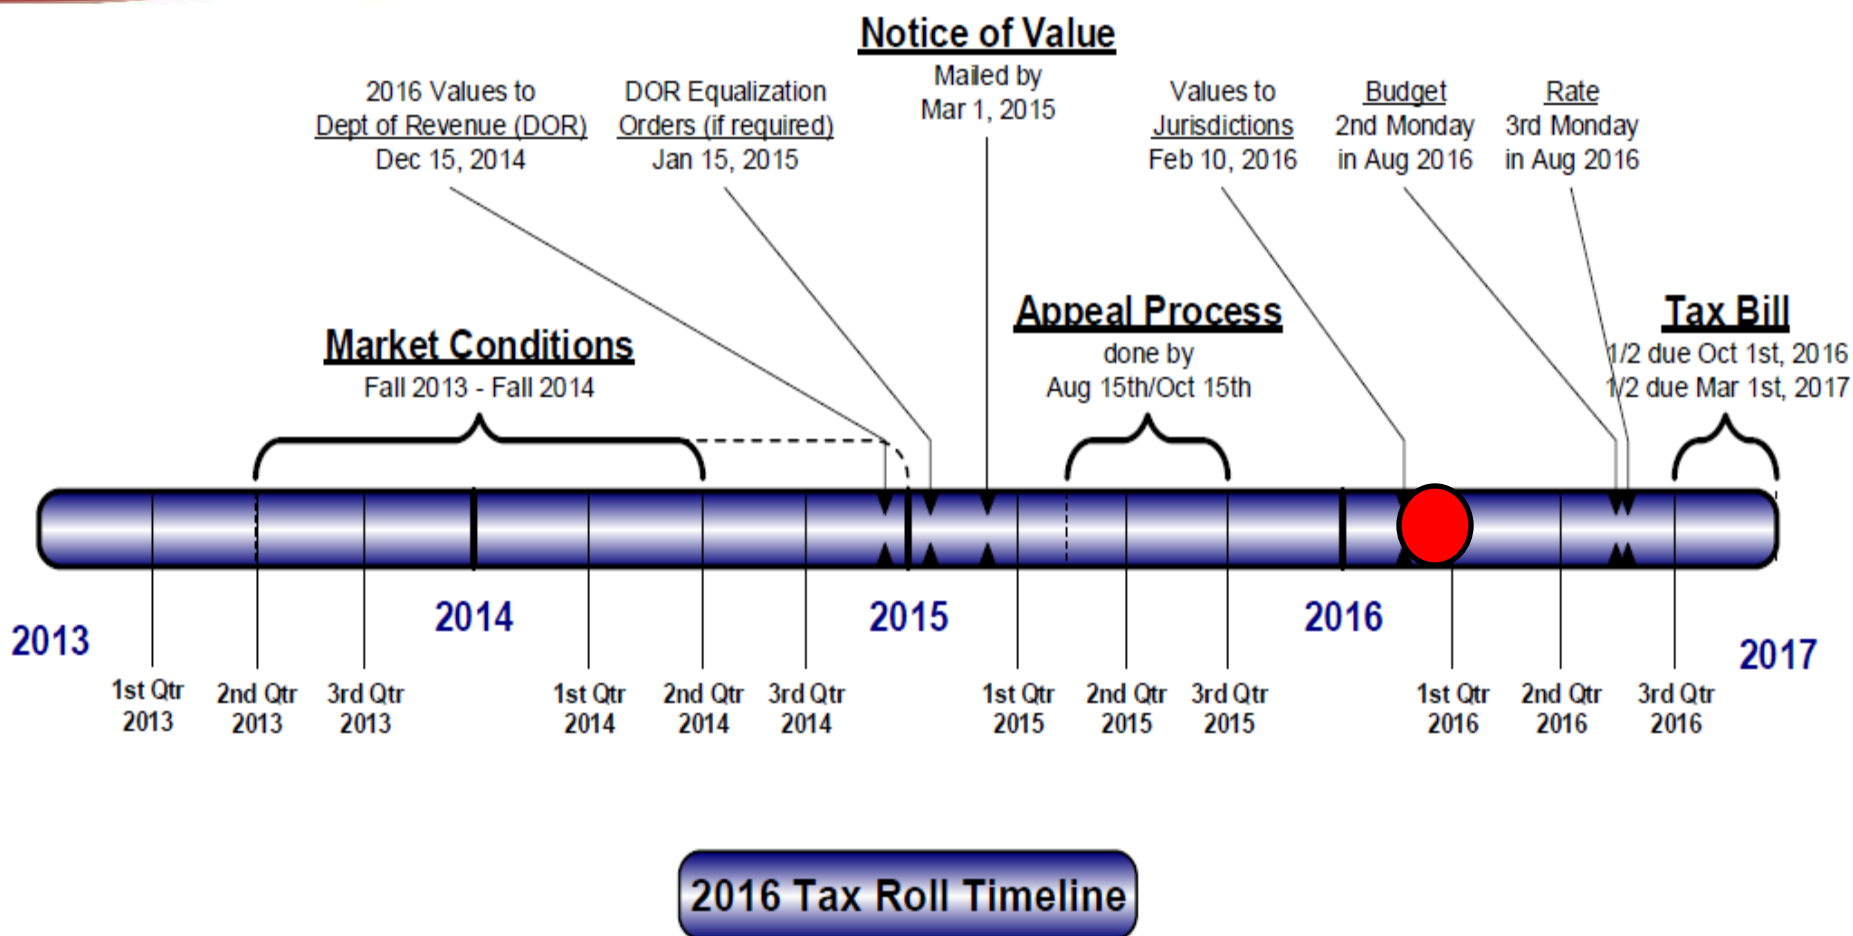 Notice of Value
Mailed by
Mar 1, 2015
2016 Values to
Dept of Revenue (DOR)
Dec 15, 2014
DOR Equalization
Orders (if required)
Jan 15, 2015
Values to
Jurisdictions
Feb 10, 2016
Budget
2nd Monday
in Aug 2016
Rate
3rd Monday
in Aug 2016
Market Conditions
Fall 2013 - Fall 2014
Appeal Process
done by
Aug 15th/Oct 15th
Tax Bill
1/2 due Oct 1st, 2016
1/2 due Mar 1st, 2017
2013
2014
2015
2016
2017
1st Qtr
2013
2nd Qtr
2013
3rd Qtr
2013
1st Qtr
2014
2nd Qtr
2014
3rd Qtr
2014
1st Qtr
2015
2nd Qtr
2015
3rd Qtr
2015
1st Qtr
2016
2nd Qtr
2016
3rd Qtr
2016
2016 Tax Roll Timeline